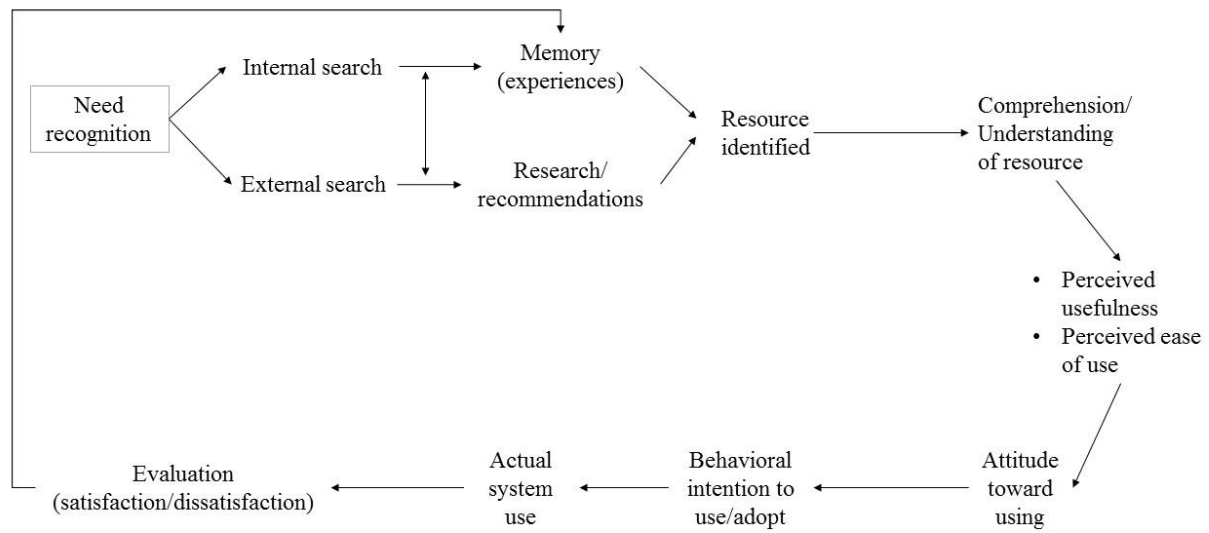 Need
recognition
Internal search
External search
Memory
(experiences)
Research/
recommendations
Resource
identified
Comprehension/
Understanding
of resource
• Perceived
usefulness
• Perceived ease
of use
Attitude
toward
using
Behavioral
intention to
use/adopt
Actual
system
use
Evaluation
(satisfaction/dissatisfaction)